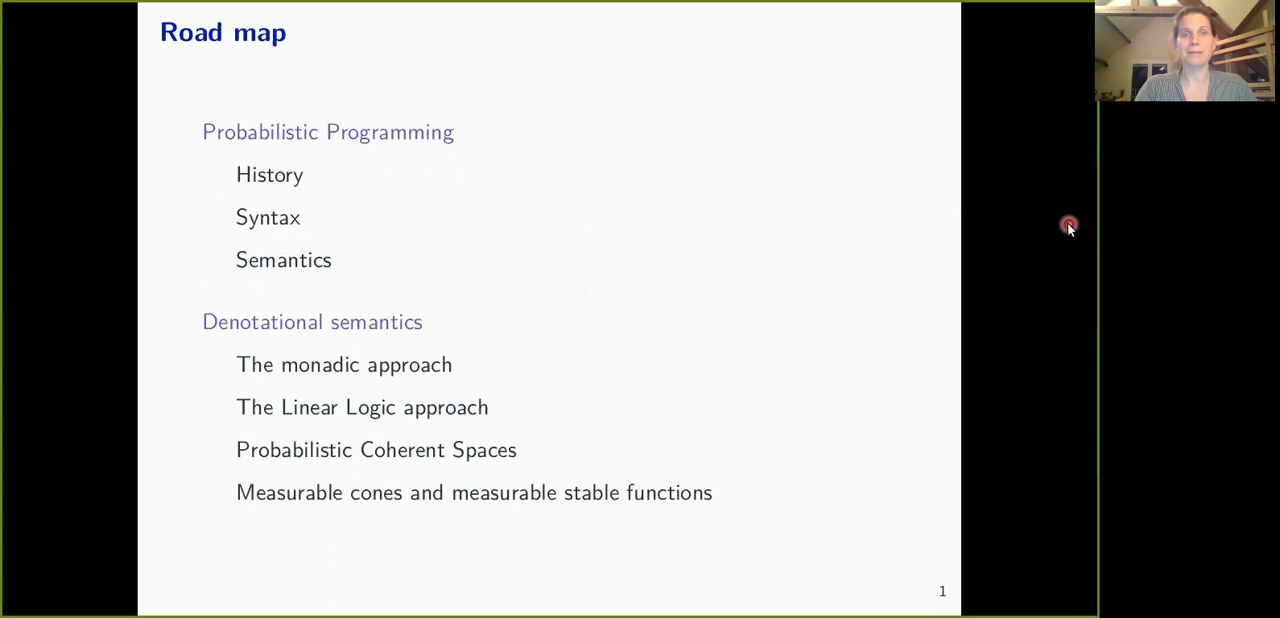 Road map
Probabilistic Programming
History
Syntax
Semantics
Denotational semantics
The monadic approach
The Linear Logic approach
Probabilistic Coherent Spaces
Measurable cones and measurable stable functions
1